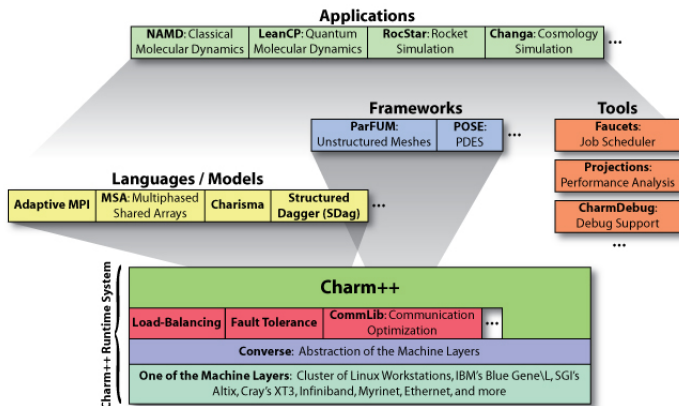 Applications
NAMD: Classical
Molecular Dynamics
LeanCP: Quantum
Molecular Dynamics
RocStar: Rocket
Simulation
Changa: Cosmology
Simulation
...
Frameworks
ParFUM:
Unstructured Meshes
POSE:
PDES
...
Tools
Faucets:
Job Scheduler
Projections:
Performance Analysis
CharmDebug:
Debug Support
...
Languages / Models
Adaptive MPI
MSA: Multiphased
Shared Arrays
Charisma
Structured
Dagger (SDag)
...
Charm++ Runtime System
Charm++
Load-Balancing
Fault Tolerance
CommLib: Communication
Optimization
...
Converse: Abstraction of the Machine Layers
One of the Machine Layers: Cluster of Linux Workstations, IBM's Blue Gene\L, SGI's
Altix, Cray's XT3, Infiniband, Myrinet, Ethernet, and more